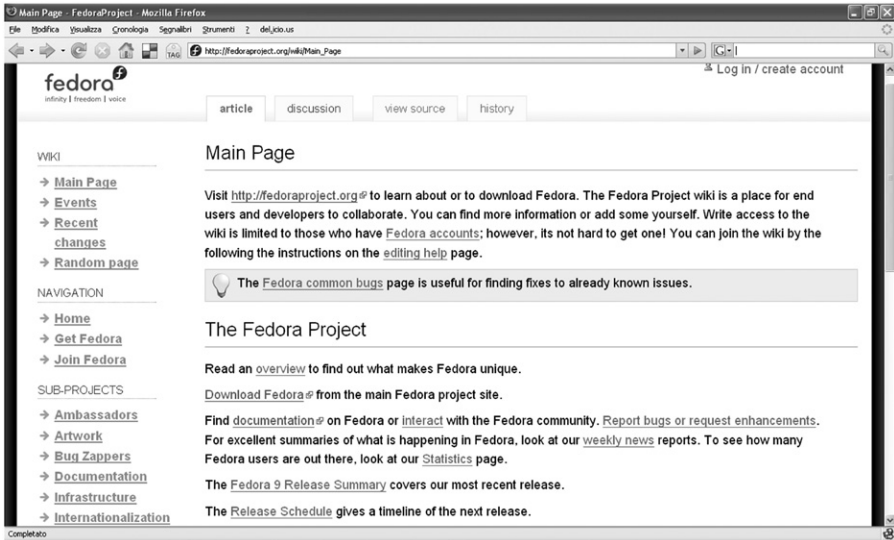 Main Page - FedoraProject - Mozilla Firefox
File Modifica Visualizza Cronologia Segnalibri Strumenti ? del.icio.us
TAG http://fedoraproject.org/wiki/Main_Page G
Log in / create account
fedora f
infinity | freedom | voice
article discussion view source history
WIKI
Main Page
Events
Recent
changes
Random page
NAVIGATION
Home
Get Fedora
Join Fedora
SUB-PROJECTS
Ambassadors
Artwork
Bug Zappers
Documentation
Infrastructure
Internationalization
Main Page
Visit http://fedoraproject.org to learn about or to download Fedora. The Fedora Project wiki is a place for end
users and developers to collaborate. You can find more information or add some yourself. Write access to the
wiki is limited to those who have Fedora accounts; however, its not hard to get one! You can join the wiki by the
following the instructions on the editing help page.
The Fedora common bugs page is useful for finding fixes to already known issues.
The Fedora Project
Read an overview to find out what makes Fedora unique.
Download Fedora from the main Fedora project site.
Find documentation on Fedora or interact with the Fedora community. Report bugs or request enhancements.
For excellent summaries of what is happening in Fedora, look at our weekly news reports. To see how many
Fedora users are out there, look at our Statistics page.
The Fedora 9 Release Summary covers our most recent release.
The Release Schedule gives a timeline of the next release.
Completato